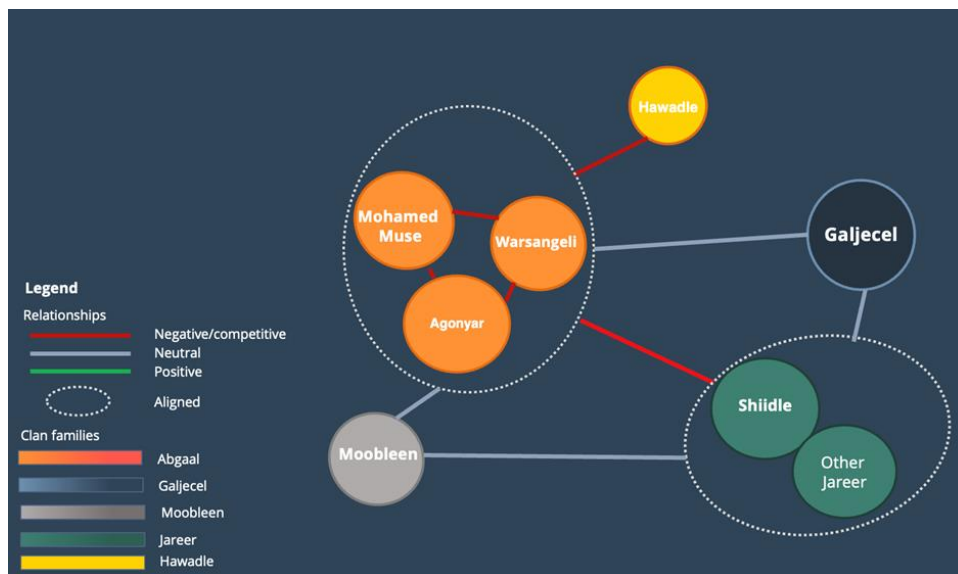 Hawadle
Mohamed
Muse
Warsangeli
Galjecel
Agonyar
Legend
Relationships
Negative/competitive
Neutral
Positive
Aligned
Shiidle
Clan families
Moobleen
Other
Jareer
Abgaal
Galjecel
Moobleen
Jareer
Hawadle